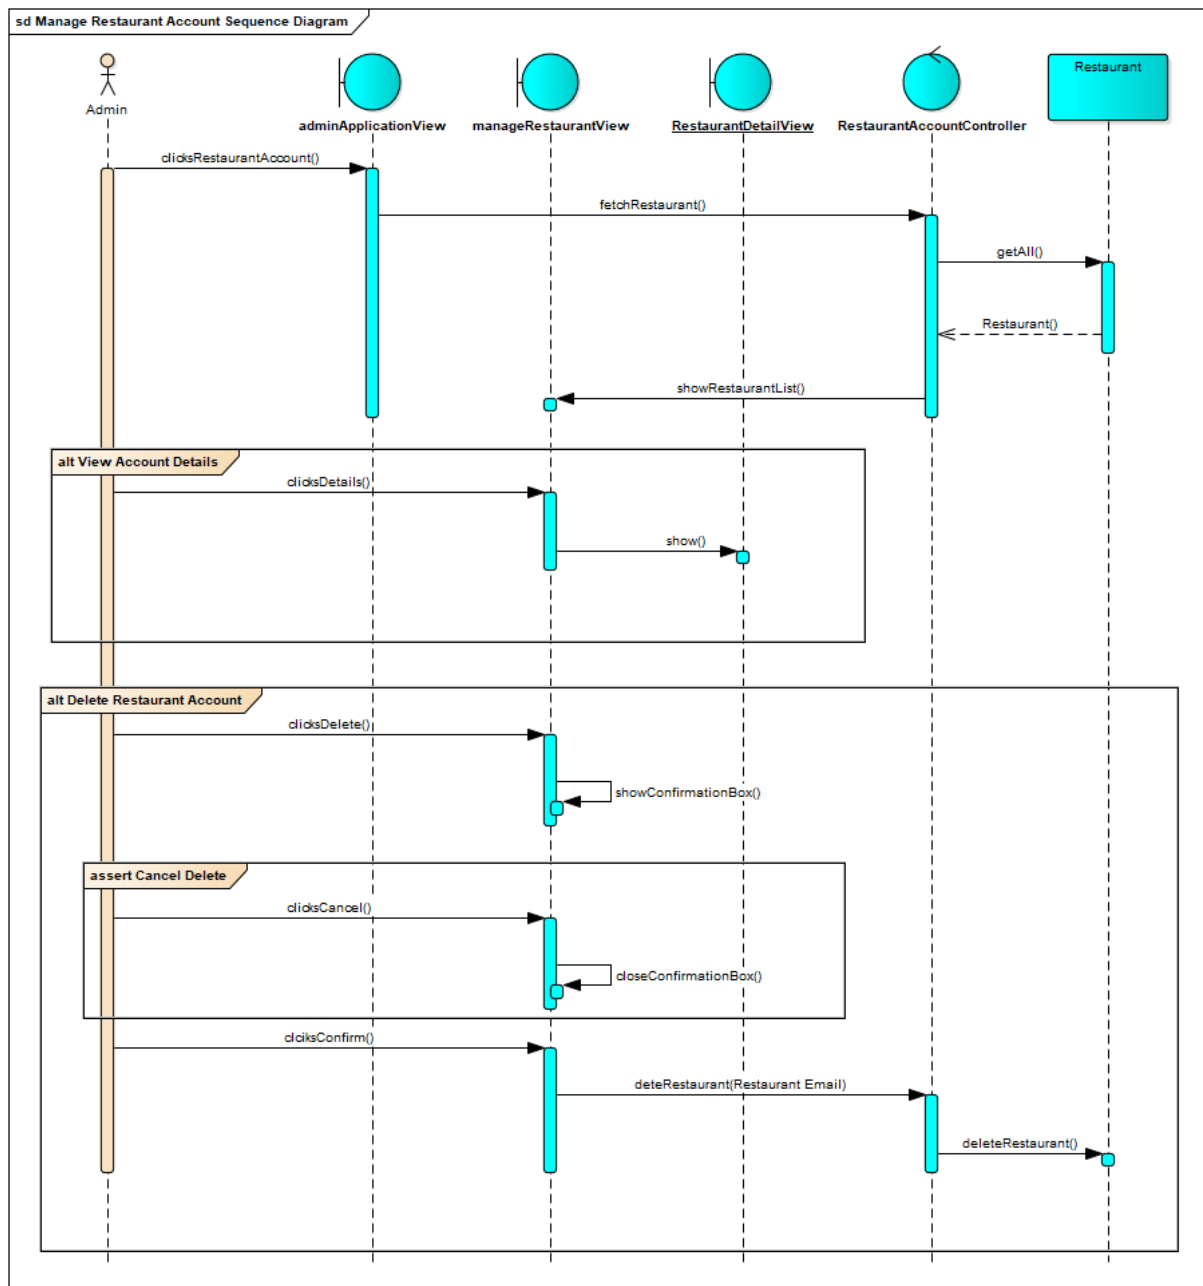 sd Manage Restaurant Account Sequence Diagram
Admin
adminApplicationView
manageRestaurantView
RestaurantDetailView
RestaurantAccountController
Restaurant
clicksRestaurantAccount()
fetchRestaurant()
getAll()
Restaurant()
showRestaurantList()
alt View Account Details
clicksDetails()
show()
alt Delete Restaurant Account
clicksDelete()
showConfirmationBox()
assert Cancel Delete
clicksCancel()
closeConfirmationBox()
clciksConfirm()
deteRestaurant(Restaurant Email)
deleteRestaurant()